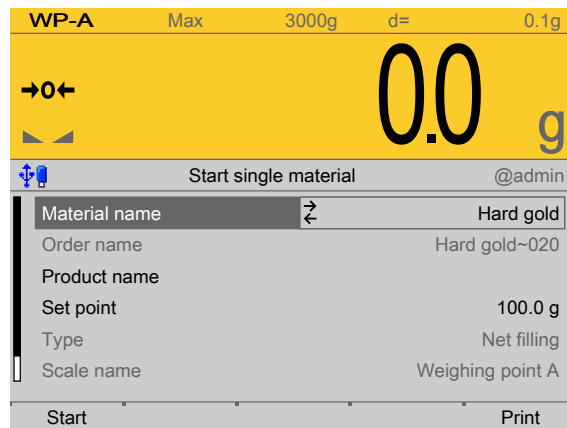 WP-A Max 3000g d= 0.1g
→0←
0.0 g
Start single material @admin
Material name Hard gold
Order name Hard gold~020
Product name
Set point 100.0 g
Type Net filling
Scale name Weighing point A
Start Print